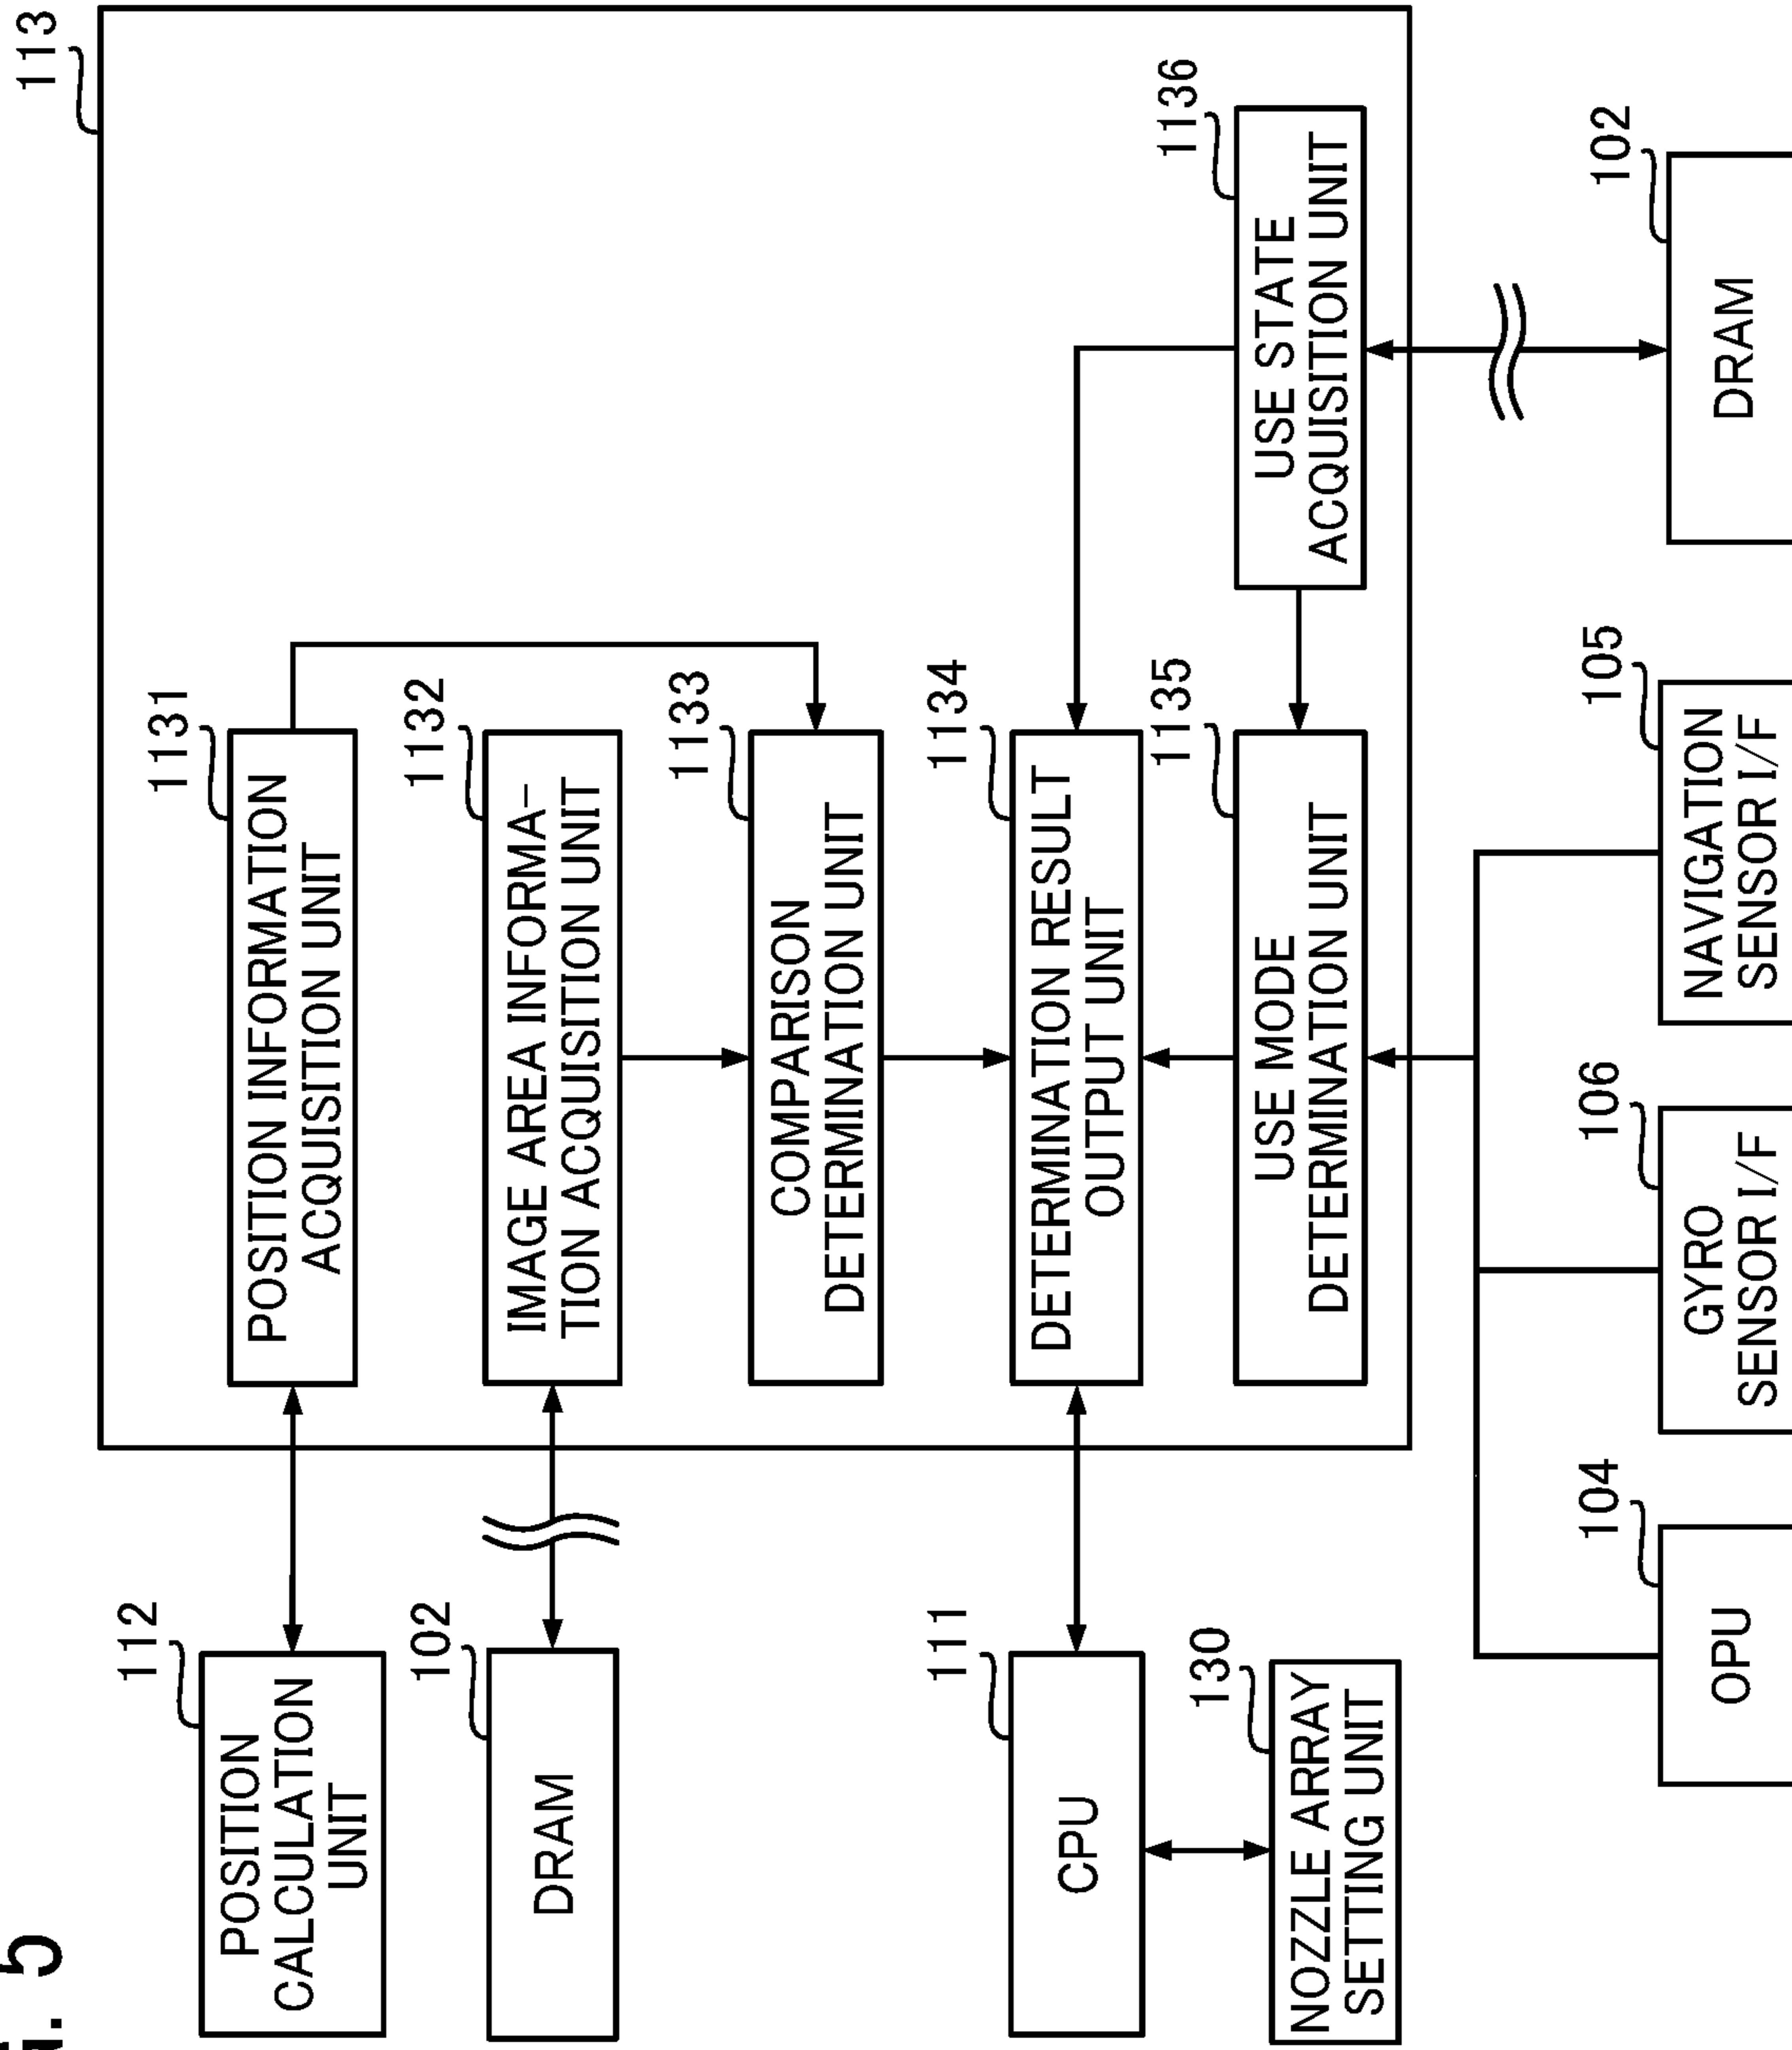 G. 5
113
112
POSITION
CALCULATION
UNIT
1131
POSITION INFORMATION
ACQUISITION UNIT
102
DRAM
1132
IMAGE AREA INFORMA-
TION ACQUISITION UNIT
1133
COMPARISON
DETERMINATION UNIT
111
CPU
1134
DETERMINATION RESULT
OUTPUT UNIT
130
NOZZLE ARRAY
SETTING UNIT
1135
USE MODE
DETERMINATION UNIT
1136
USE STATE
ACQUISITION UNIT
104
OPU
106
GYRO
SENSOR I/F
105
NAVIGATION
SENSOR I/F
102
DRAM